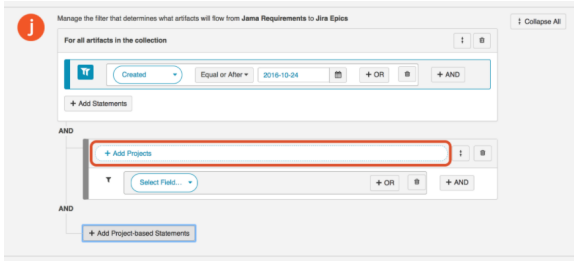 j
Manage the filter that determines what artifacts will flow from Jama Requirements to Jira Epics
Collapse All
For all artifacts in the collection
Created Equal or After 2016-10-24 + OR + AND
+ Add Statements
AND
+ Add Projects
Select Field... + OR + AND
AND
+ Add Project-based Statements